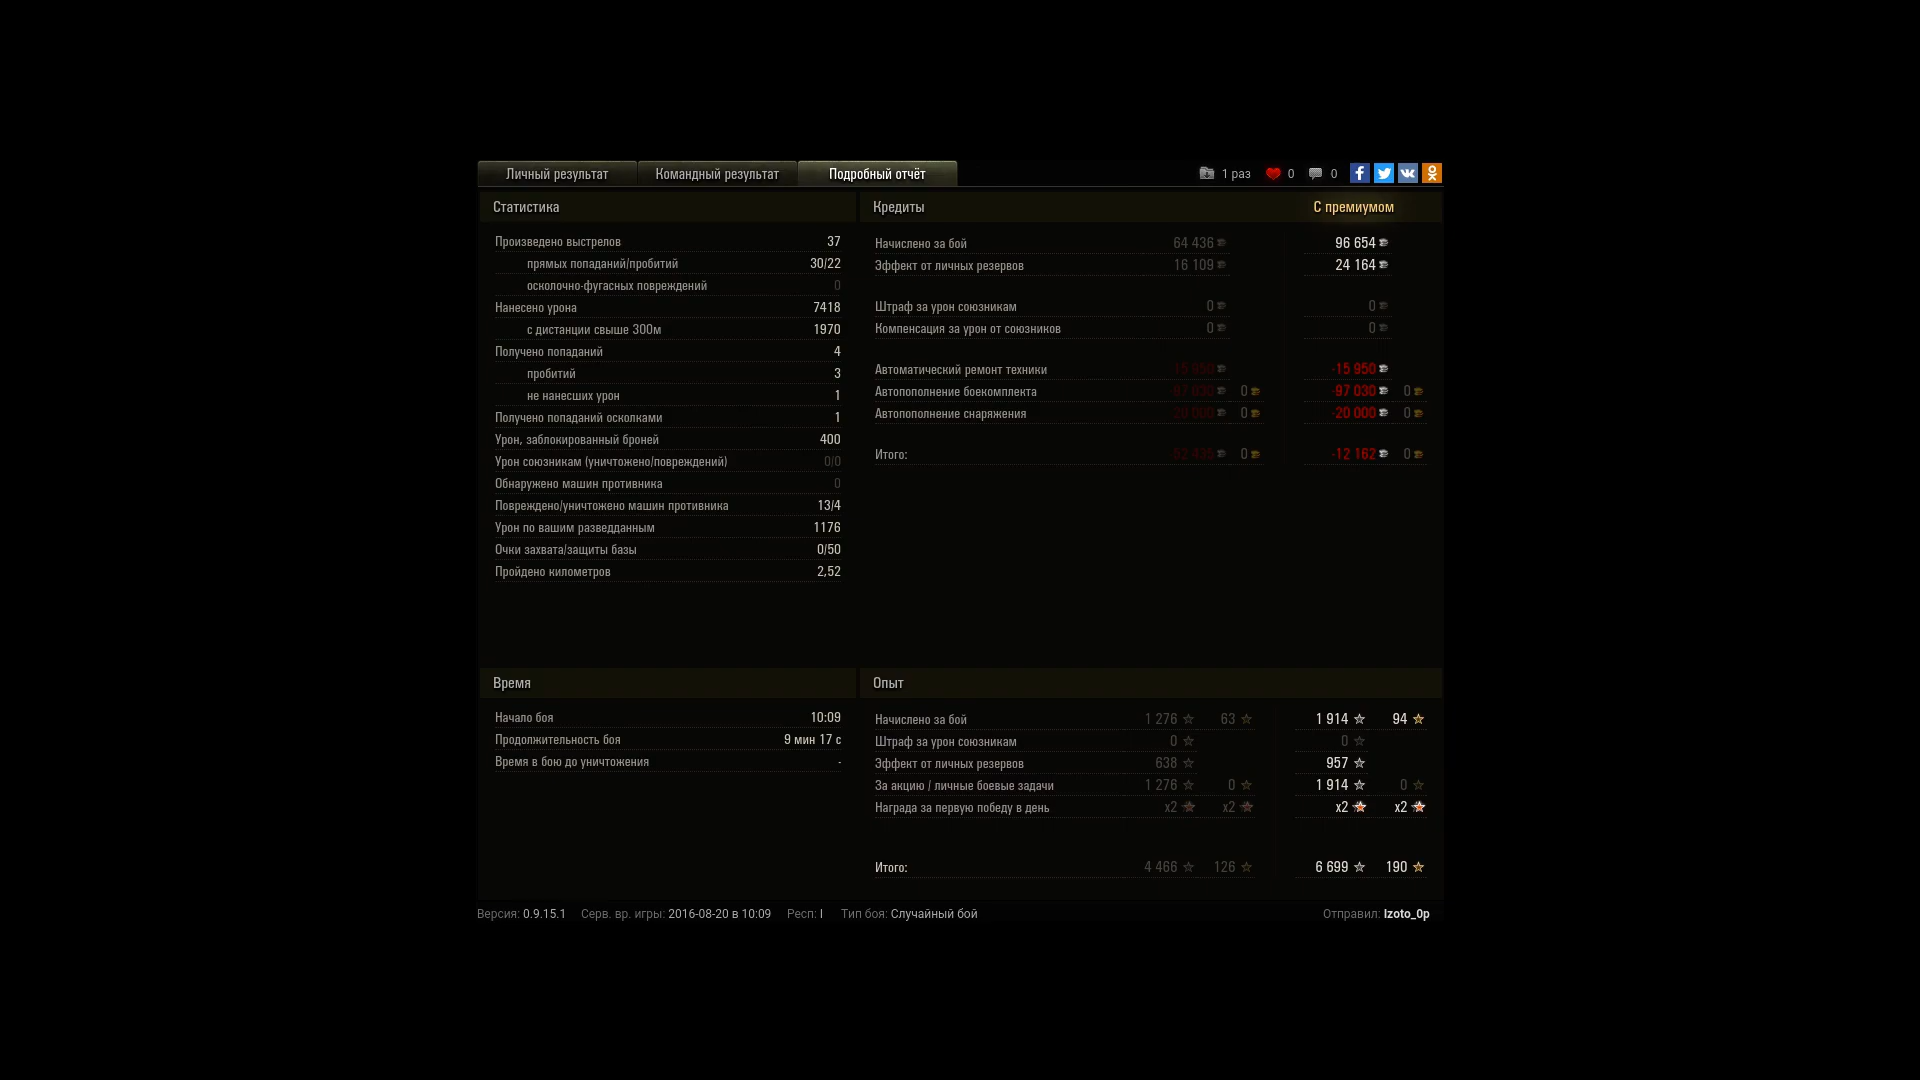 Личный результат Командный результат Подробный отчёт 1 раз 0 0
Статистика
Произведено выстрелов 37
прямых попаданий/пробитий 30/22
осколочно-фугасных повреждений 0
Нанесено урона 7418
с дистанции свыше 300м 1970
Получено попаданий 4
пробитий 3
не нанесших урон 1
Получено попаданий осколками 1
Урон, заблокированный броней 400
Урон союзникам (уничтожено/повреждений) 0/0
Обнаружено машин противника 0
Повреждено/уничтожено машин противника 13/4
Урон по вашим разведданным 1176
Очки захвата/защиты базы 0/50
Пройдено километров 2,52
Кредиты С премиумом
Начислено за бой 64 436 96 654
Эффект от личных резервов 16 109 24 164
Штраф за урон союзникам 0 0
Компенсация за урон от союзников 0 0
Автоматический ремонт техники -15 950 -15 950
Автопополнение боекомплекта -97 030 0 -97 030 0
Автопополнение снаряжения -20 000 0 -20 000 0
Итого: -52 435 0 -12 162 0
Время
Начало боя 10:09
Продолжительность боя 9 мин 17 с
Время в бою до уничтожения -
Опыт
Начислено за бой 1 276 63 1 914 94
Штраф за урон союзникам 0 0
Эффект от личных резервов 638 957
За акцию / личные боевые задачи 1 276 0 1 914 0
Награда за первую победу в день x2 x2 x2 x2
Итого: 4 466 126 6 699 190
Версия: 0.9.15.1 Серв. вр. игры: 2016-08-20 в 10:09 Респ: I Тип боя: Случайный бой Отправил: Izoto_0p